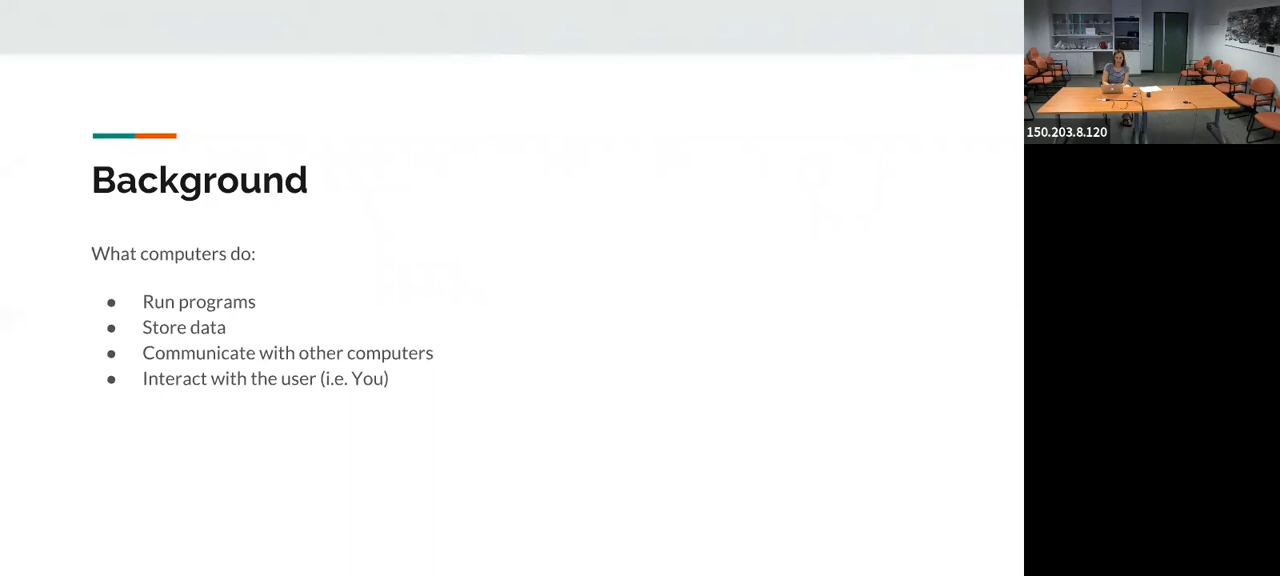 Background
What computers do:
● Run programs
● Store data
● Communicate with other computers
● Interact with the user (i.e. You)
150.203.8.120